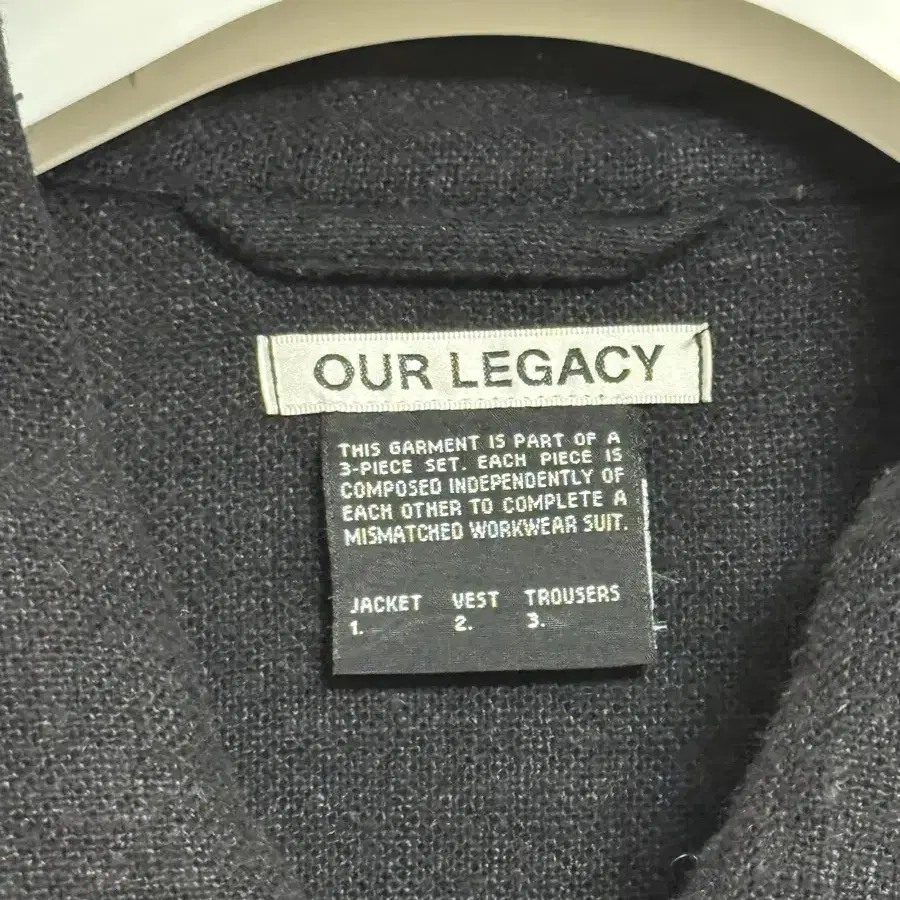 OUR LEGACY
THIS GARMENT IS PART OF A
3-PIECE SET. EACH PIECE IS
COMPOSED INDEPENDENTLY OF
EACH OTHER TO COMPLETE A
MISMATCHED WORKWEAR SUIT.
JACKET VEST TROUSERS
1. 2. 3.